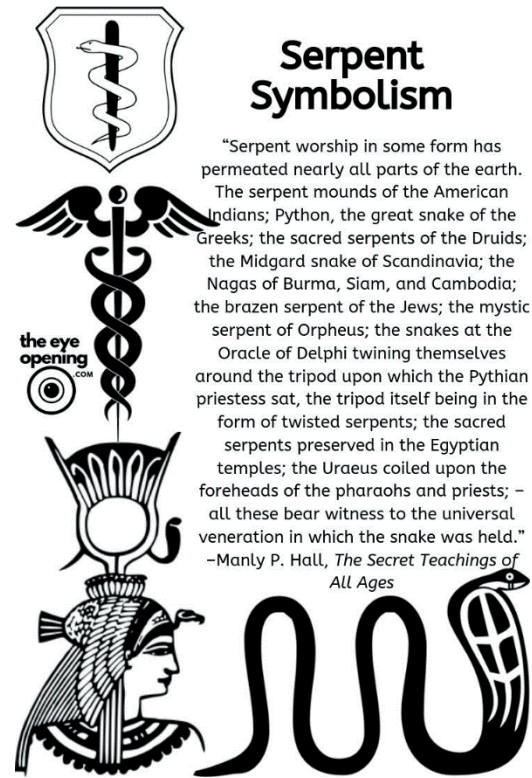 Serpent
Symbolism
“Serpent worship in some form has
permeated nearly all parts of the earth.
The serpent mounds of the American
Indians; Python, the great snake of the
Greeks; the sacred serpents of the Druids;
the Midgard snake of Scandinavia; the
Nagas of Burma, Siam, and Cambodia;
the brazen serpent of the Jews; the mystic
serpent of Orpheus; the snakes at the
Oracle of Delphi twining themselves
around the tripod upon which the Pythian
priestess sat, the tripod itself being in the
form of twisted serpents; the sacred
serpents preserved in the Egyptian
temples; the Uraeus coiled upon the
foreheads of the pharaohs and priests; –
all these bear witness to the universal
veneration in which the snake was held.”
–Manly P. Hall, The Secret Teachings of
All Ages
the eye
opening
.COM